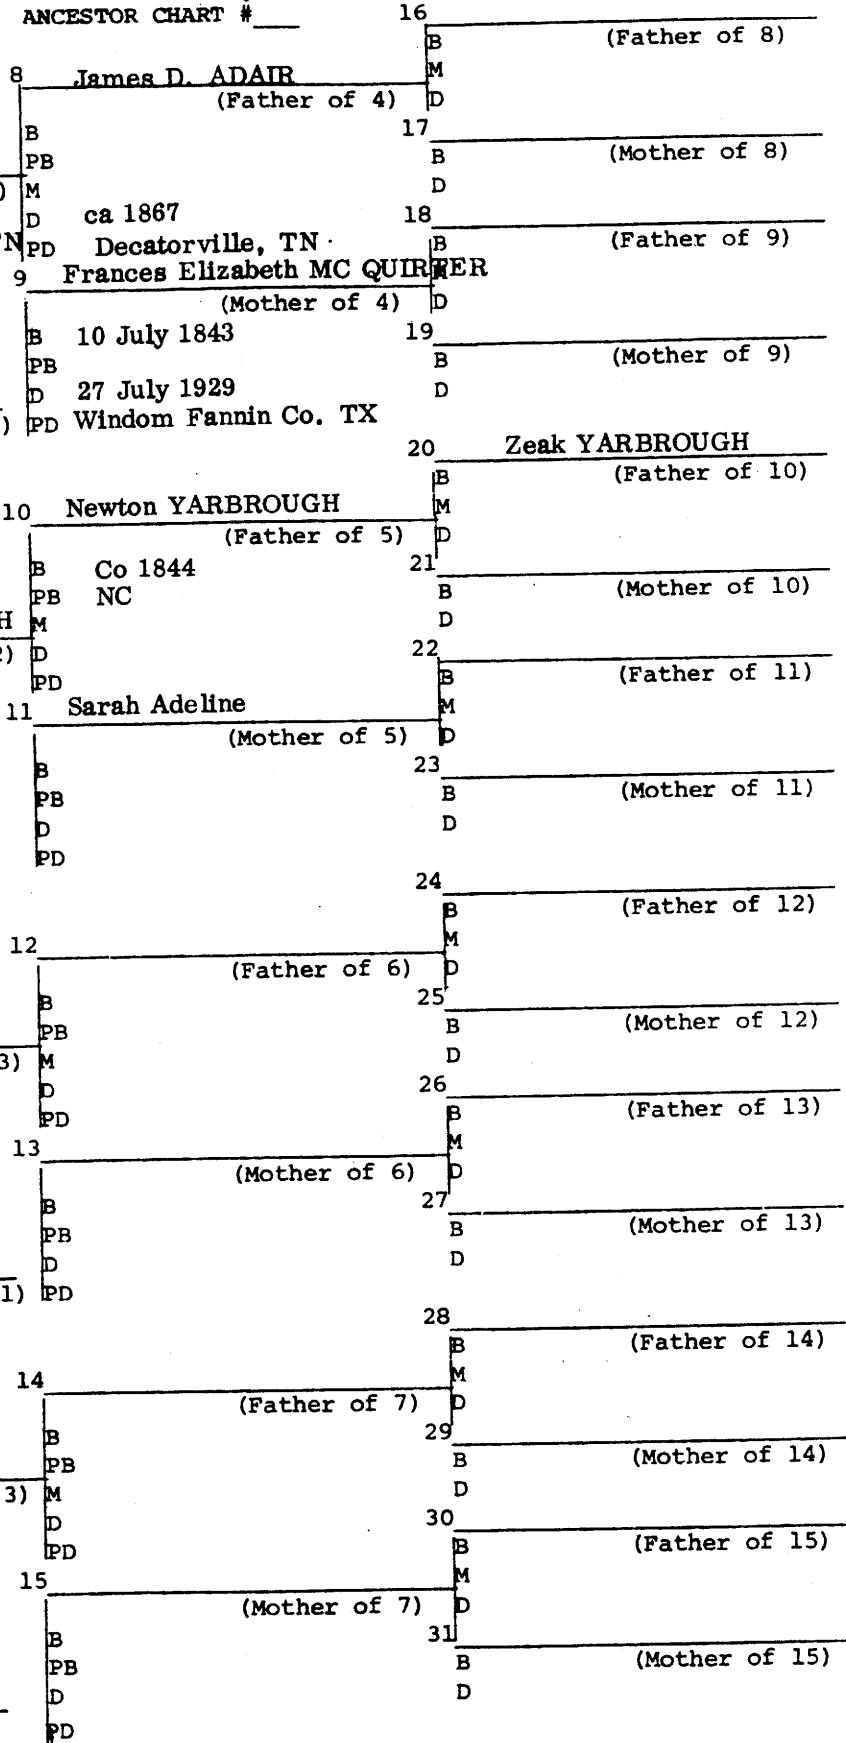 ANCESTOR CHART #___
16
(Father of 8)
B
M
D
8 James D. ADAIR
(Father of 4)
B
PB
M
D ca 1867
PD Decatorville, TN
17
(Mother of 8)
B
D
18
(Father of 9)
B
D
9 Frances Elizabeth MC QUIRTER
(Mother of 4)
B 10 July 1843
PB
D 27 July 1929
PD Windom Fannin Co. TX
19
(Mother of 9)
B
D
20 Zeak YARBROUGH
(Father of 10)
B
M
D
10 Newton YARBROUGH
(Father of 5)
B Co 1844
PB NC
M
D
PD
21
(Mother of 10)
B
D
22
(Father of 11)
B
M
D
11 Sarah Adeline
(Mother of 5)
B
PB
D
PD
23
(Mother of 11)
B
D
24
(Father of 12)
B
M
D
12
(Father of 6)
B
PB
M
D
PD
25
(Mother of 12)
B
D
26
(Father of 13)
B
M
D
13
(Mother of 6)
B
PB
D
PD
27
(Mother of 13)
B
D
28
(Father of 14)
B
M
D
14
(Father of 7)
B
PB
M
D
PD
29
(Mother of 14)
B
D
30
(Father of 15)
B
M
D
15
(Mother of 7)
B
PB
D
PD
31
(Mother of 15)
B
D